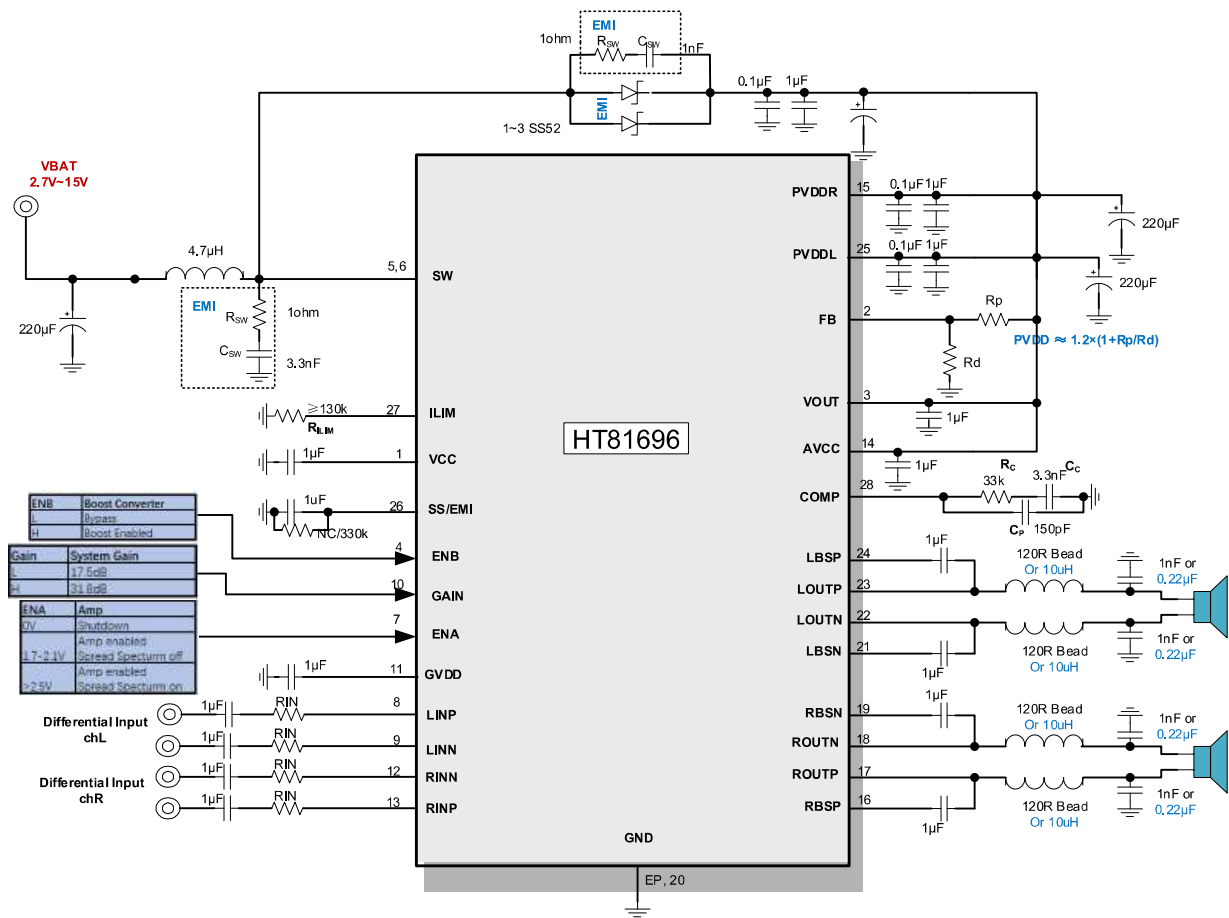 EMI
1ohm
RSW
CSW
1nF
EMI
1~3 SS52
0.1µF
1µF
VBAT
2.7V~15V
4.7µH
220µF
EMI
RSW
1ohm
CSW
3.3nF
5,6
SW
PVDDR
15
0.1µF
1µF
220µF
PVDDL
25
0.1µF
1µF
220µF
FB
2
Rp
Rd
PVDD ≈ 1.2×(1+Rp/Rd)
VOUT
3
1µF
AVCC
14
1µF
HT81696
≥130k
RILIM
27
ILIM
1µF
1
VCC
1uF
NC/330k
26
SS/EMI
COMP
28
RC
33k
3.3nF
CC
CP
150pF
ENB Boost Converter
L Bypass
H Boost Enabled
4
ENB
Gain System Gain
L 17.5dB
H 31.8dB
10
GAIN
ENA Amp
0V Shutdown
Amp enabled
1.7~2.1V Spread Specturm off
Amp enabled
>2.5V Spread Specturm on
7
ENA
1µF
11
GVDD
Differential Input
chL
1µF
RIN
8
LINP
1µF
RIN
9
LINN
Differential Input
chR
1µF
RIN
12
RINN
1µF
RIN
13
RINP
LBSP
24
1µF
LOUTP
23
120R Bead
Or 10uH
1nF or
0.22µF
LOUTN
22
120R Bead
Or 10uH
1nF or
0.22µF
LBSN
21
1µF
RBSN
19
1µF
ROUTN
18
120R Bead
Or 10uH
1nF or
0.22µF
ROUTP
17
120R Bead
Or 10uH
1nF or
0.22µF
RBSP
16
1µF
GND
EP, 20